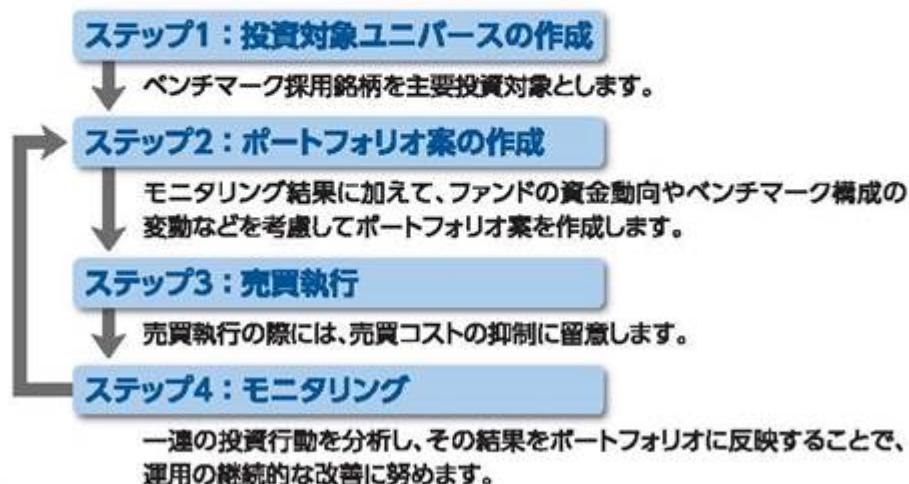 ステップ1:投資対象ユニバースの作成
ベンチマーク採用銘柄を主要投資対象とします。
ステップ2:ポートフォリオ案の作成
モニタリング結果に加えて、ファンドの資金動向やベンチマーク構成の
変動などを考慮してポートフォリオ案を作成します。
ステップ3:売買執行
売買執行の際には、売買コストの抑制に留意します。
ステップ4:モニタリング
一連の投資行動を分析し、その結果をポートフォリオに反映することで、
運用の継続的な改善に努めます。